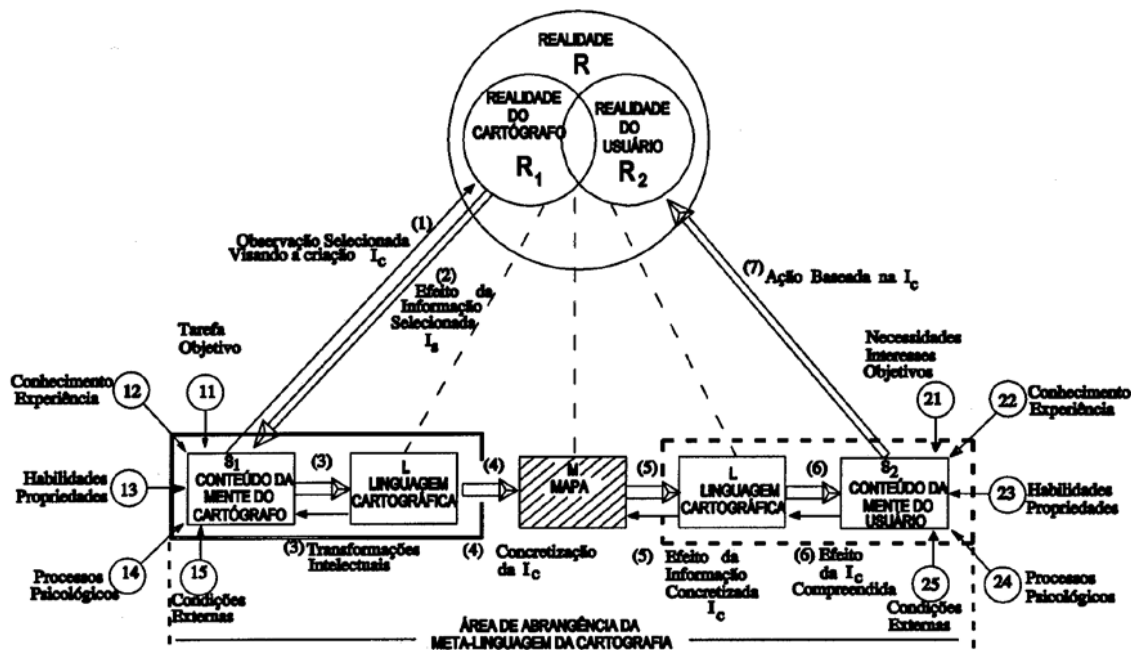 REALIDADE
R
REALIDADE
DO
CARTÓGRAFO
R1
REALIDADE
DO
USUÁRIO
R2
(1)
Observação Selecionada
Visando a criação Ic
(2)
Efeito da
Informação
Selecionada
Is
(7) Ação Baseada na Ic
Tarefa
Objetivo
Conhecimento
Experiência
12
11
Habilidades
Propriedades
13
Processos
Psicológicos
14
15
Condições
Externas
S1
CONTEÚDO DA
MENTE DO
CARTÓGRAFO
(3)
(3) Transformações
Intelectuais
L
LINGUAGEM
CARTOGRÁFICA
(4)
(4) Concretização
da Ic
M
MAPA
(5)
(5) Efeito da
Informação
Concretizada
Ic
L
LINGUAGEM
CARTOGRÁFICA
(6)
(6) Efeito
da Ic
Compreendida
S2
CONTEÚDO DA
MENTE DO
USUÁRIO
Necessidades
Interesses
Objetivos
21
22
Conhecimento
Experiência
23
Habilidades
Propriedades
24
Processos
Psicológicos
25
Condições
Externas
ÁREA DE ABRANGÊNCIA DA
META-LINGUAGEM DA CARTOGRAFIA